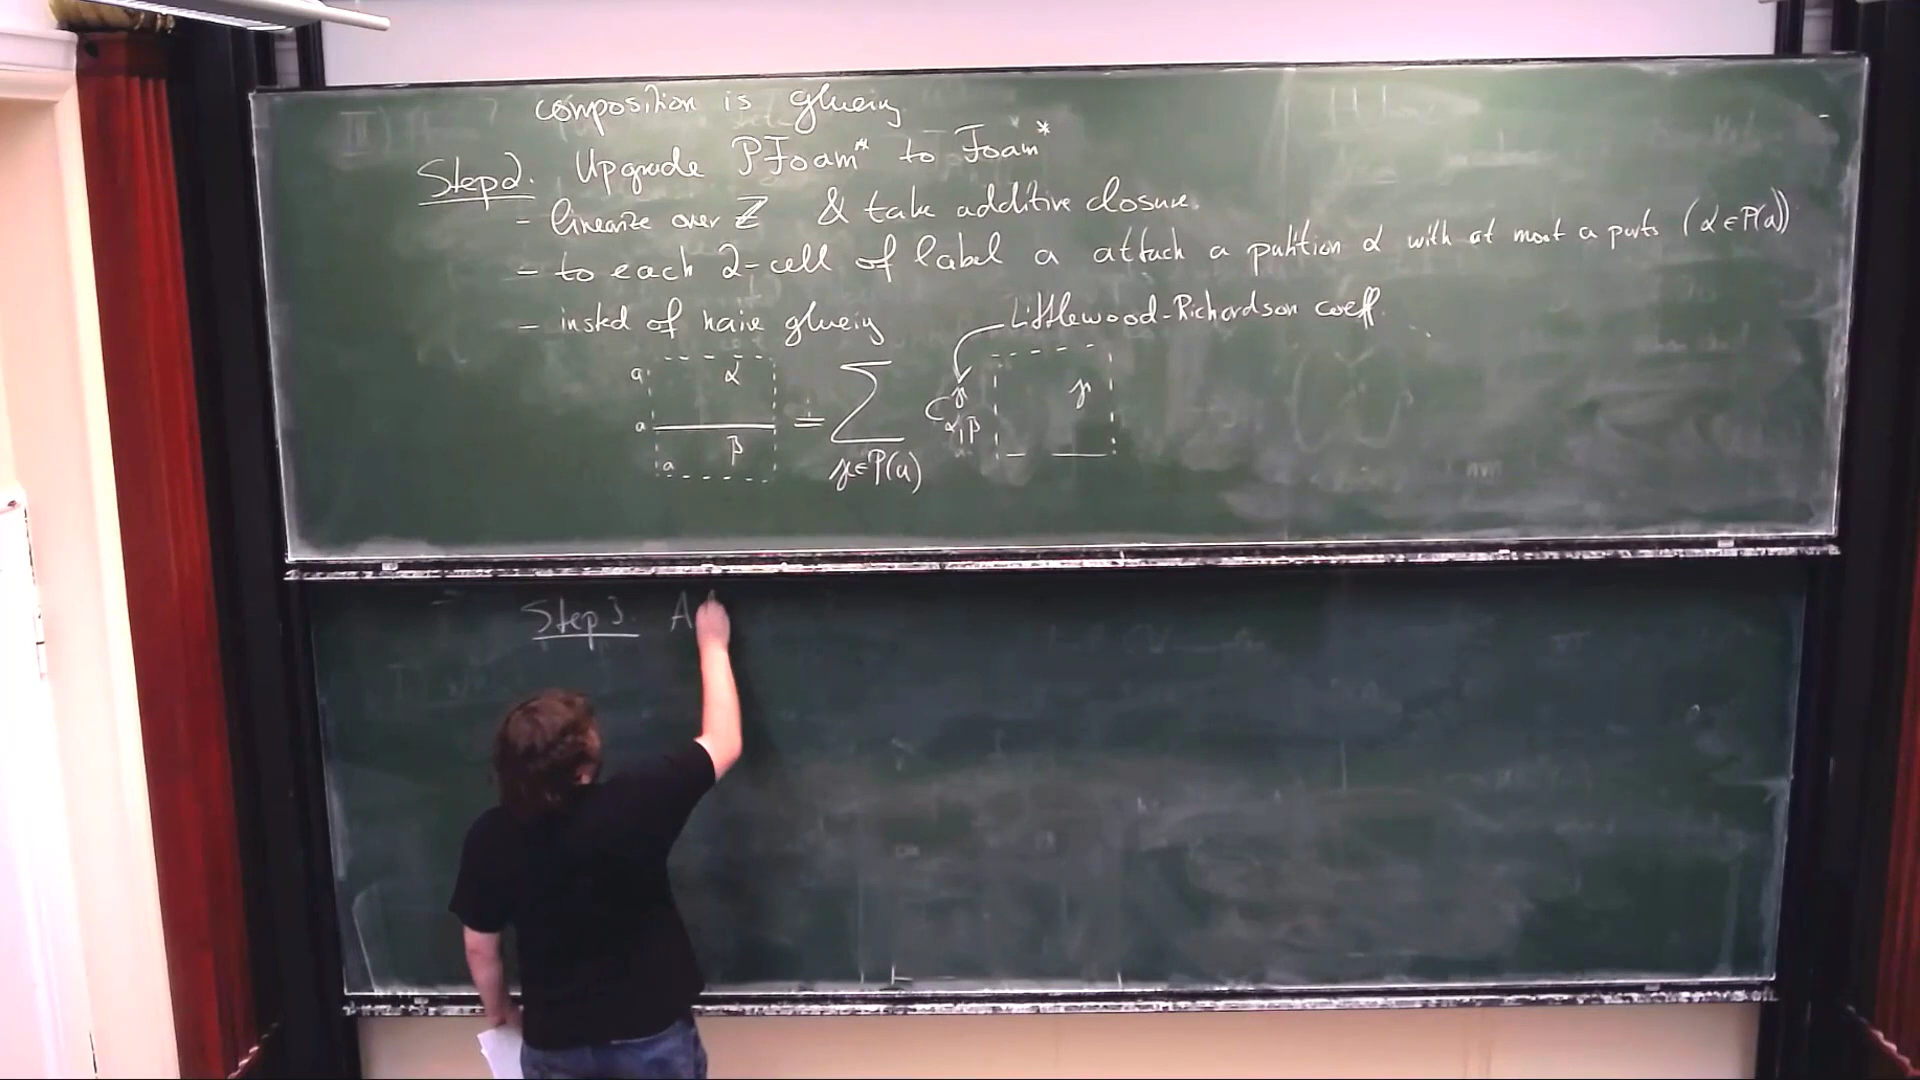 composition is glueing
Step 2. Upgrade PFoam* to Foam*
- linearize over ℤ & take additive closure.
- to each 2-cell of label a attach a partition α with at most a parts (α ∈ P(a))
- insted of naive glueing
Littlewood-Richardson coeff.
a α
a
a β
= ∑ γ∈P(a) C^γ_{α,β} γ
Step 3. A